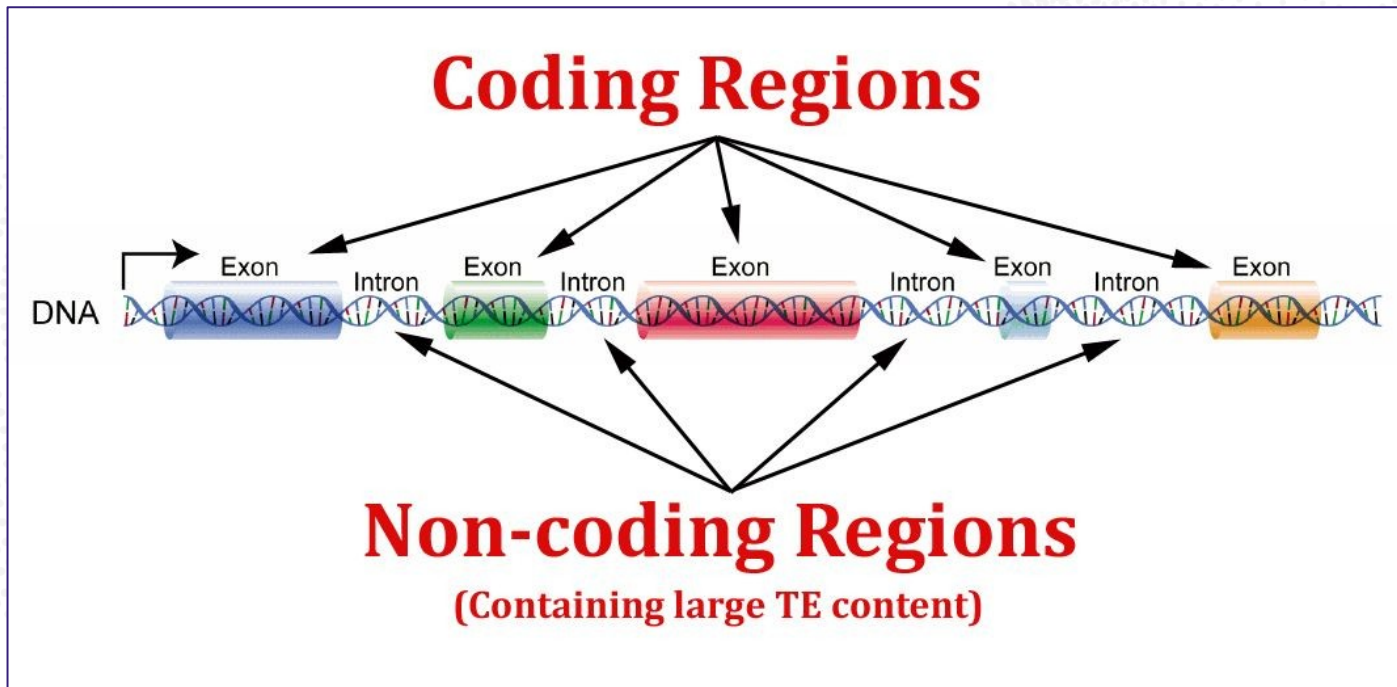 Coding Regions
Exon
Intron
Exon
Intron
Exon
Intron
Exon
Intron
Exon
DNA
Non-coding Regions
(Containing large TE content)